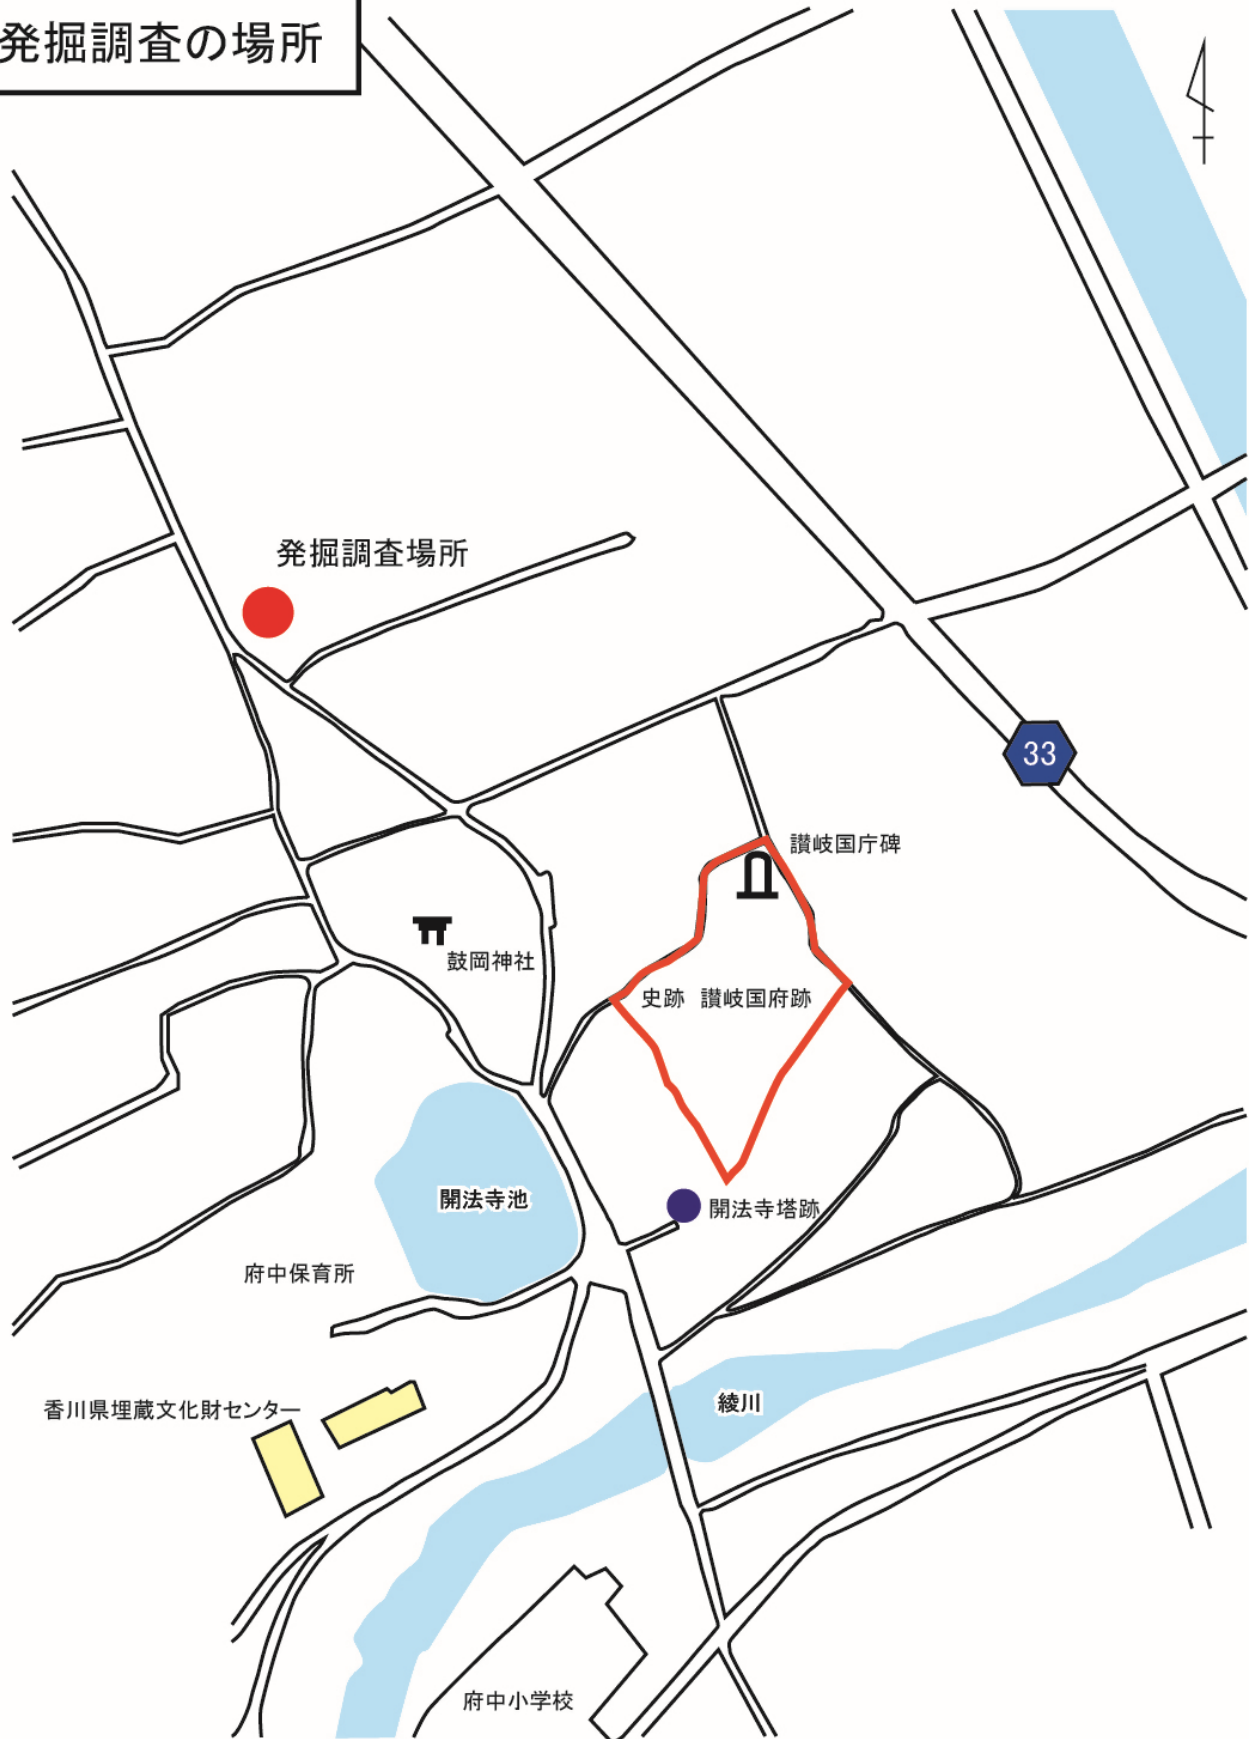 発掘調査の場所
発掘調査場所
33
讃岐国庁碑
鼓岡神社
史跡 讃岐国府跡
開法寺池
開法寺塔跡
府中保育所
香川県埋蔵文化財センター
綾川
府中小学校